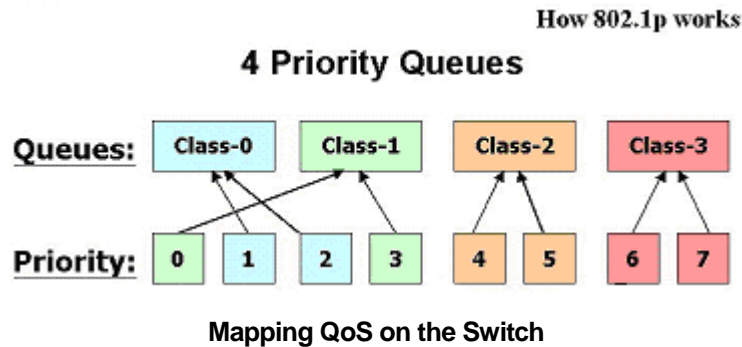 How 802.1p works
4 Priority Queues
Queues: Class-0 Class-1 Class-2 Class-3
Priority: 0 1 2 3 4 5 6 7
Mapping QoS on the Switch